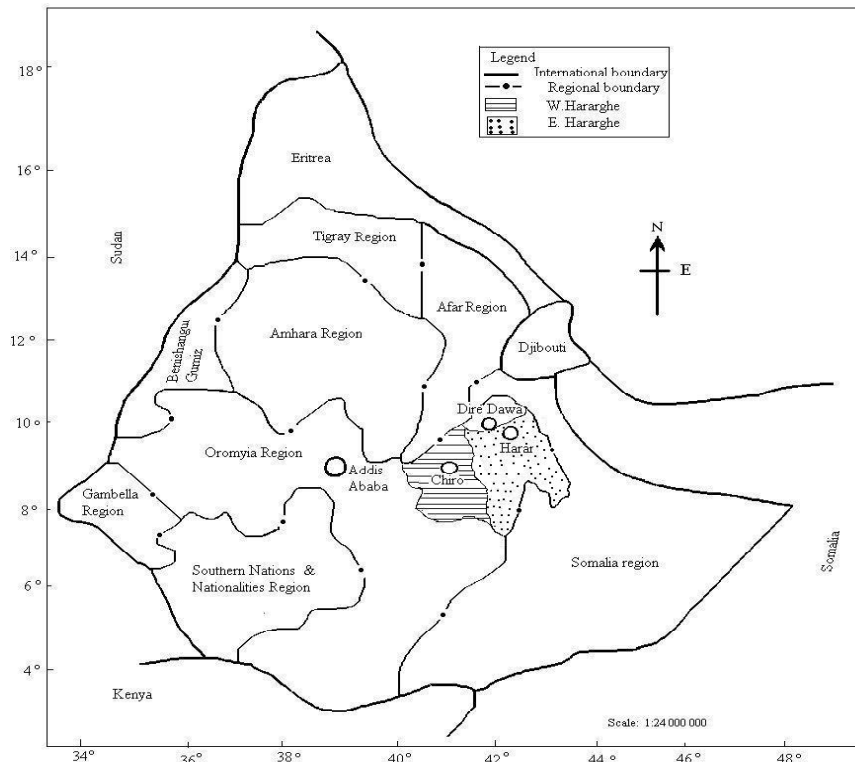 Legend
International boundary
Regional boundary
W.Hararghe
E. Hararghe
18°
16°
14°
12°
10°
8°
6°
4°
Eritrea
Sudan
Tigray Region
N
E
Afar Region
Amhara Region
Djibouti
Benishangul
Gumiz
Dire Dawa
Harar
Oromyia Region
Addis
Ababa
Chiro
Gambella
Region
Southern Nations &
Nationalities Region
Somalia region
Somalia
Kenya
Scale: 1:24 000 000
34°
36°
38°
40°
42°
44°
46°
48°